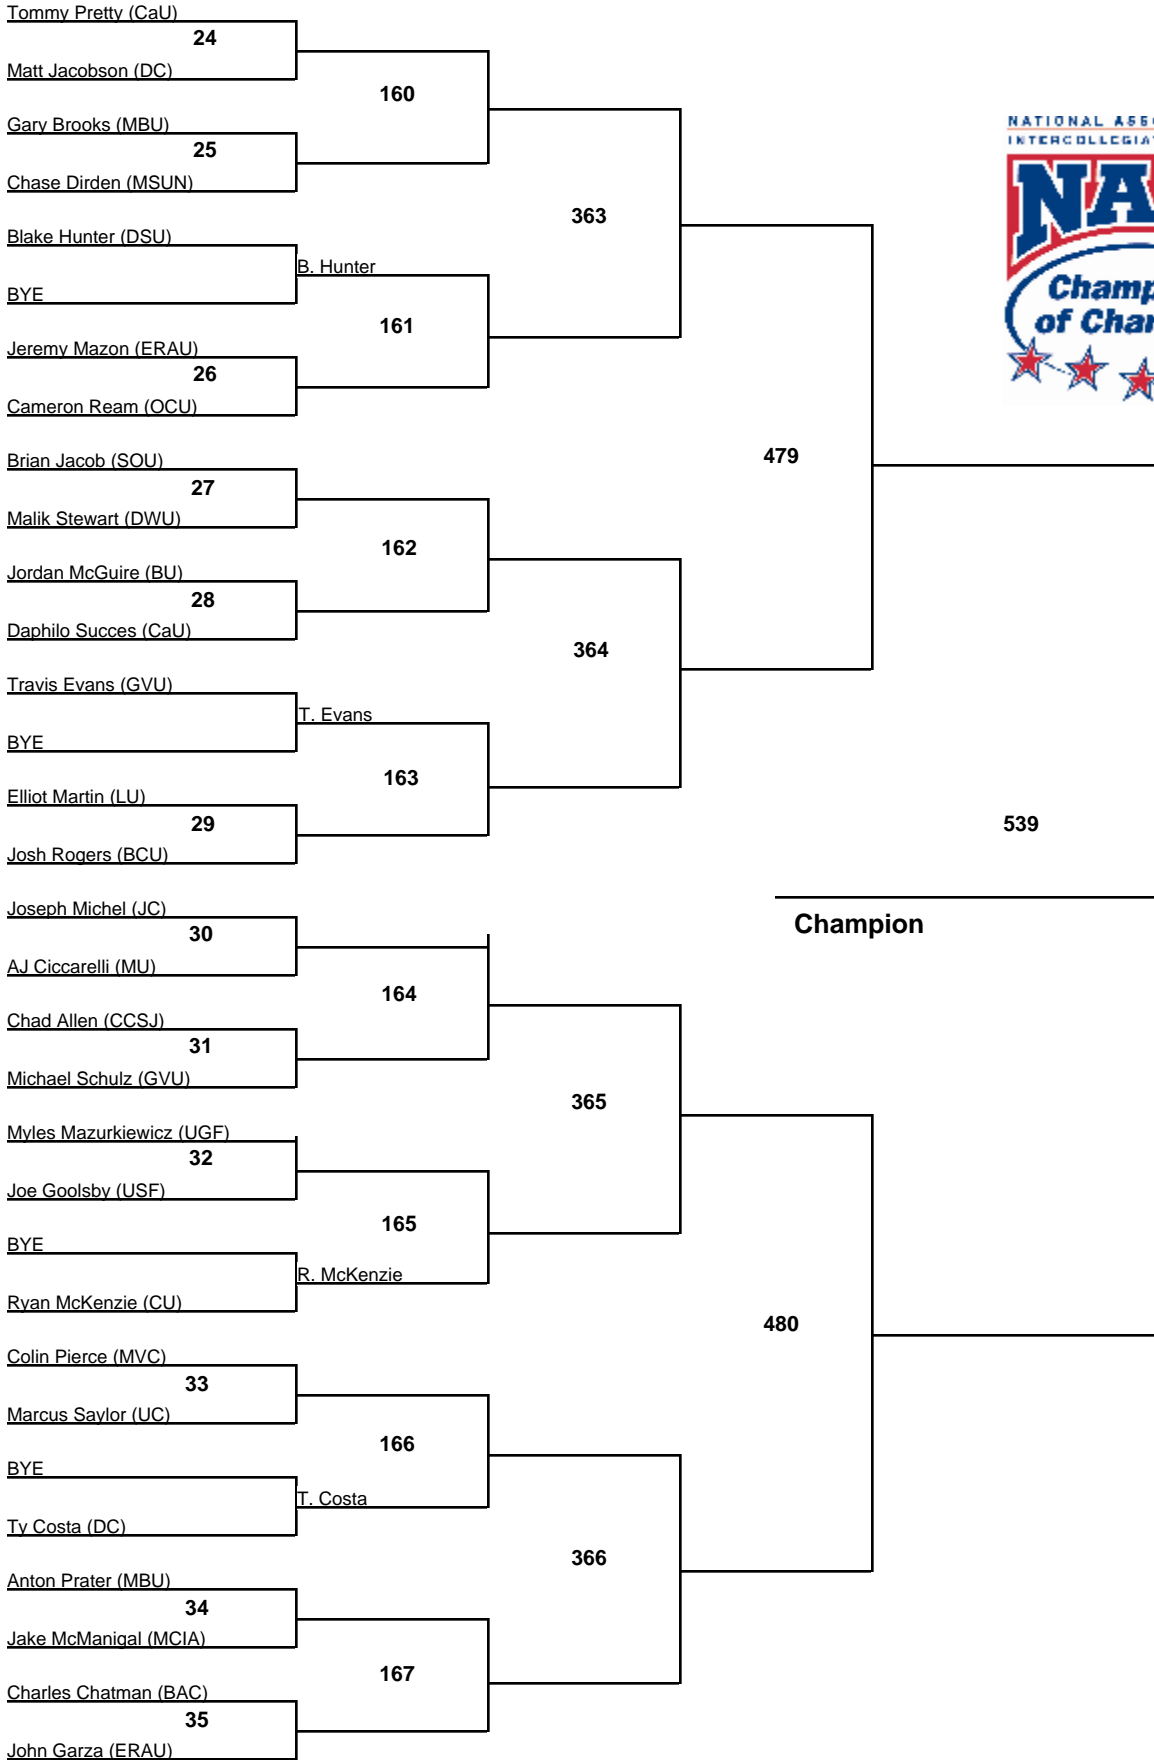 Tommy Pretty (CaU)
24
Matt Jacobson (DC)
160
Gary Brooks (MBU)
25
Chase Dirden (MSUN)
363
Blake Hunter (DSU)
B. Hunter
BYE
161
Jeremy Mazon (ERAU)
26
Cameron Ream (OCU)
479
Brian Jacob (SOU)
27
Malik Stewart (DWU)
162
Jordan McGuire (BU)
28
Daphilo Succes (CaU)
364
Travis Evans (GVU)
T. Evans
BYE
163
Elliot Martin (LU)
29
Josh Rogers (BCU)
539
Champion
Joseph Michel (JC)
30
AJ Ciccarelli (MU)
164
Chad Allen (CCSJ)
31
Michael Schulz (GVU)
365
Myles Mazurkiewicz (UGF)
32
Joe Goolsby (USF)
165
BYE
R. McKenzie
Ryan McKenzie (CU)
480
Colin Pierce (MVC)
33
Marcus Saylor (UC)
166
BYE
T. Costa
Ty Costa (DC)
366
Anton Prater (MBU)
34
Jake McManigal (MCIA)
167
Charles Chatman (BAC)
35
John Garza (ERAU)
NATIONAL
NA
of